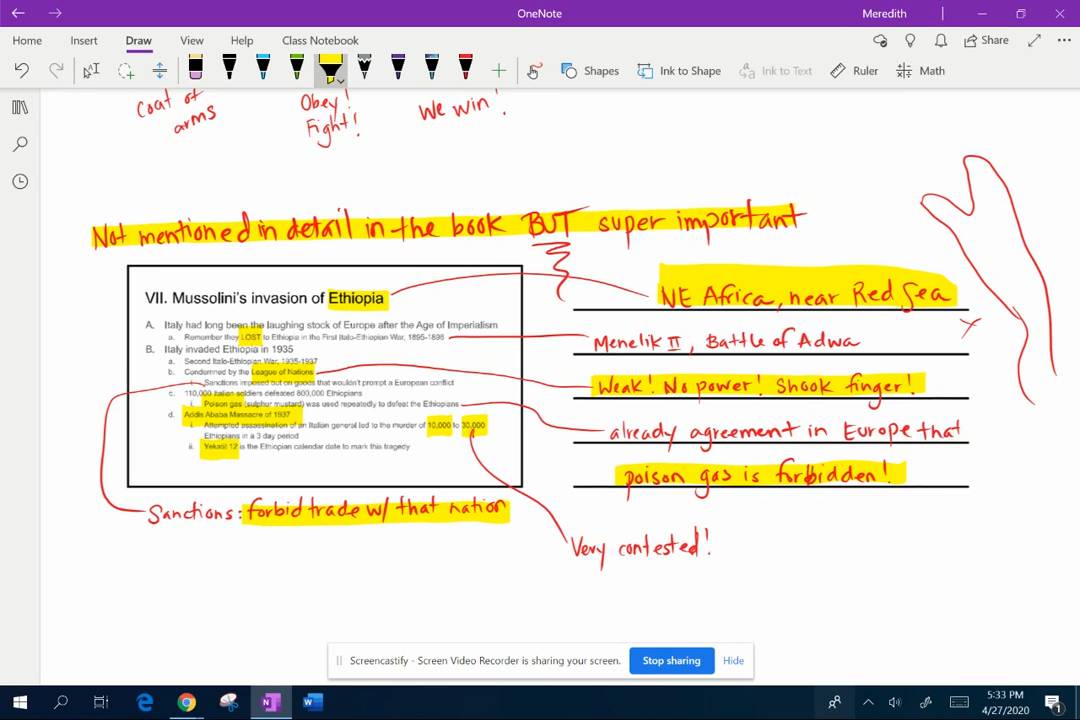 OneNote
Meredith
Home Insert Draw View Help Class Notebook
Share
Shapes
Ink to Shape
Ink to Text
Ruler
Math
Coat of arms
Obey! Fight!
We win!
Not mentioned in detail in the book BUT super important
VII. Mussolini's invasion of Ethiopia
A. Italy had long been the laughing stock of Europe after the Age of Imperialism
a. Remember they LOST to Ethiopia in the First Italo-Ethiopian War, 1895-1896
B. Italy invaded Ethiopia in 1935
a. Second Italo-Ethiopian War, 1935-1937
b. Condemned by the League of Nations
i. Sanctions imposed but on goods that wouldn't prompt a European conflict
c. 110,000 Italian soldiers defeated 800,000 Ethiopians
i. Poison gas (sulphur mustard) was used repeatedly to defeat the Ethiopians
d. Addis Ababa Massacre of 1937
i. Attempted assassination of an Italian general led to the murder of 10,000 to 30,000
Ethiopians in a 3 day period
ii. Yekatit 12 is the Ethiopian calendar date to mark this tragedy
NE Africa, near Red Sea
Menelik II, Battle of Adwa
Weak! No power! Shook finger!
already agreement in Europe that
poison gas is forbidden!
Sanctions: forbid trade w/ that nation
Very contested!
Screencastify - Screen Video Recorder is sharing your screen.
Stop sharing
Hide
5:33 PM
4/27/2020